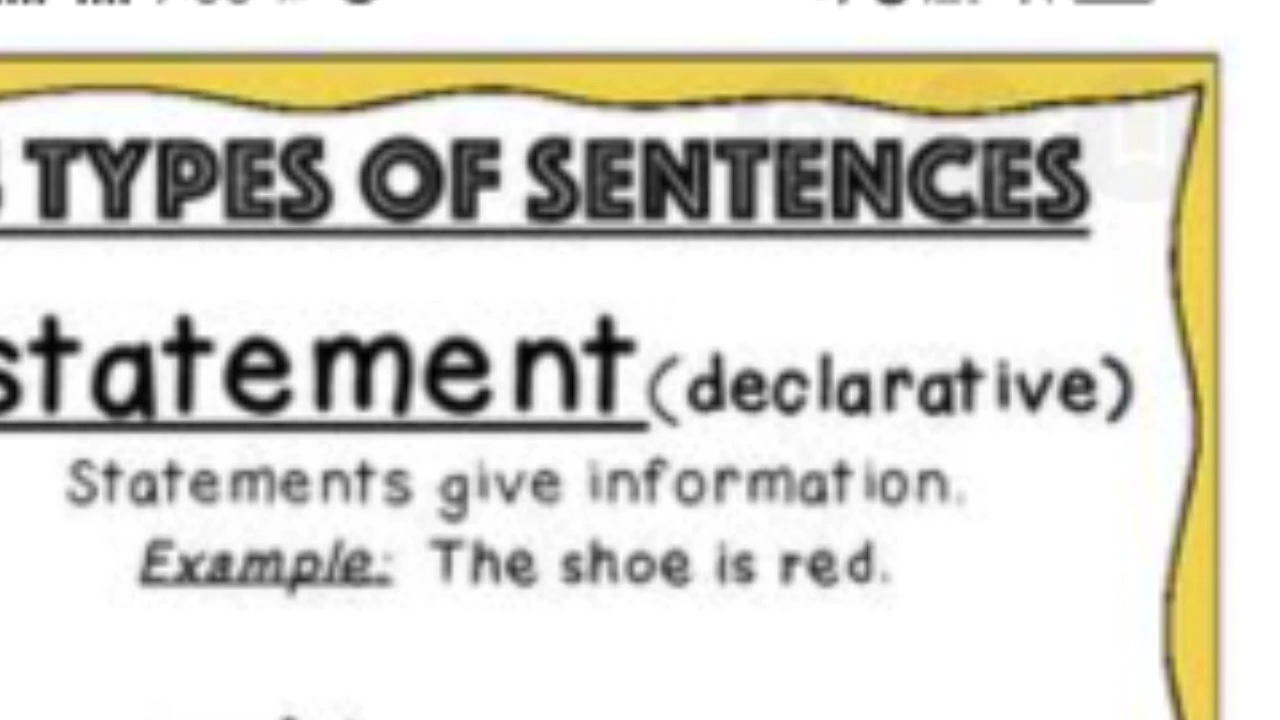 TYPES OF SENTENCES
statement (declarative)
Statements give information.
Example: The shoe is red.